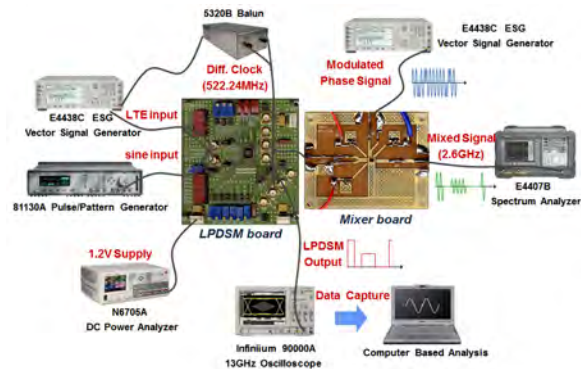 5320B Balun
E4438C ESG
Vector Signal Generator
Diff. Clock
(522.24MHz)
Modulated
Phase Signal
E4438C ESG
Vector Signal Generator
LTE input
sine input
Mixed Signal
(2.6GHz)
81130A Pulse/Pattern Generator
E4407B
Spectrum Analyzer
LPDSM board
Mixer board
1.2V Supply
LPDSM
Output
N6705A
DC Power Analyzer
Data Capture
Infiniium 90000A
13GHz Oscilloscope
Computer Based Analysis